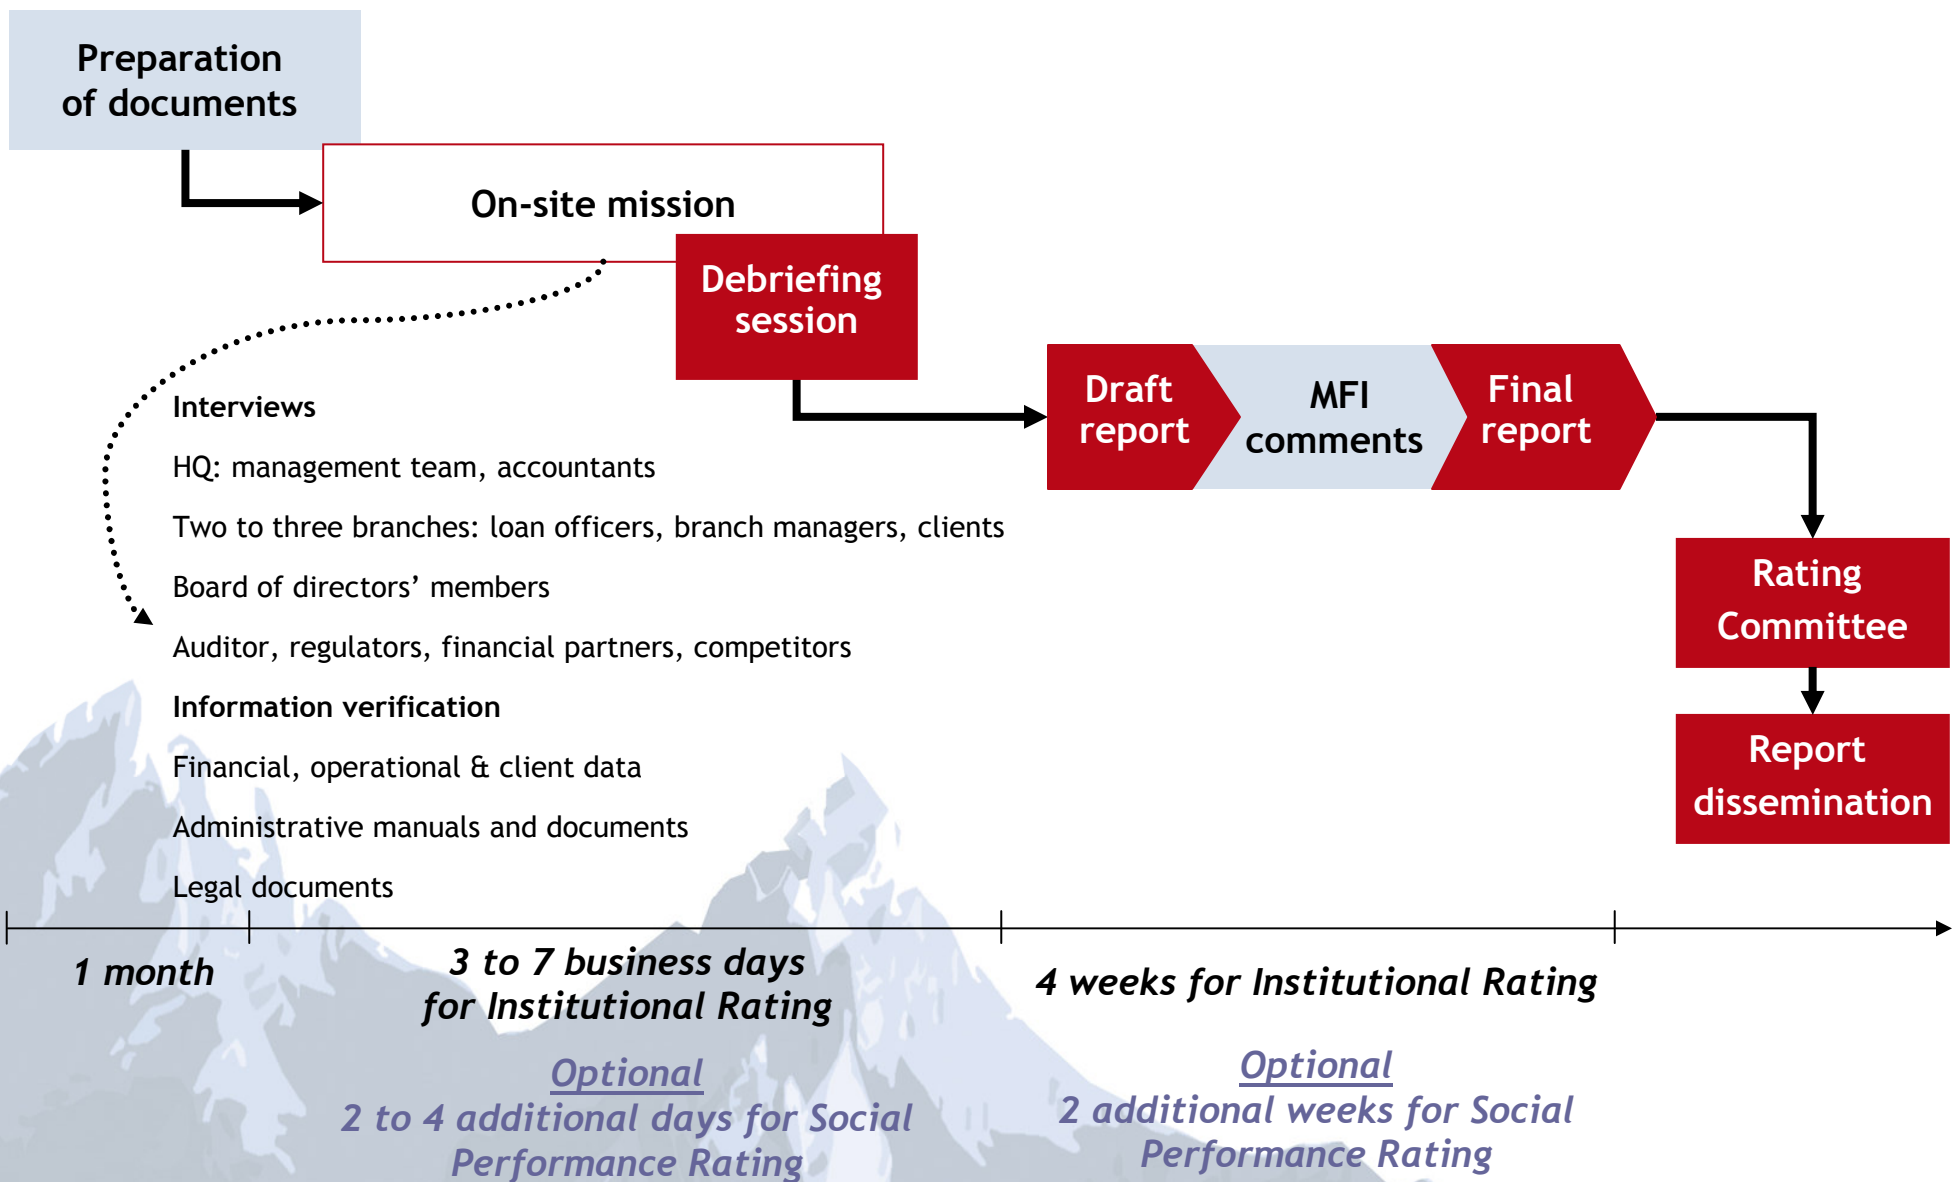 Preparation
of documents
On-site mission
Debriefing
session
Interviews
HQ: management team, accountants
Two to three branches: loan officers, branch managers, clients
Board of directors’ members
Auditor, regulators, financial partners, competitors
Information verification
Financial, operational & client data
Administrative manuals and documents
Legal documents
Draft
report
MFI
comments
Final
report
Rating
Committee
Report
dissemination
1 month
3 to 7 business days
for Institutional Rating
Optional
2 to 4 additional days for Social
Performance Rating
4 weeks for Institutional Rating
Optional
2 additional weeks for Social
Performance Rating